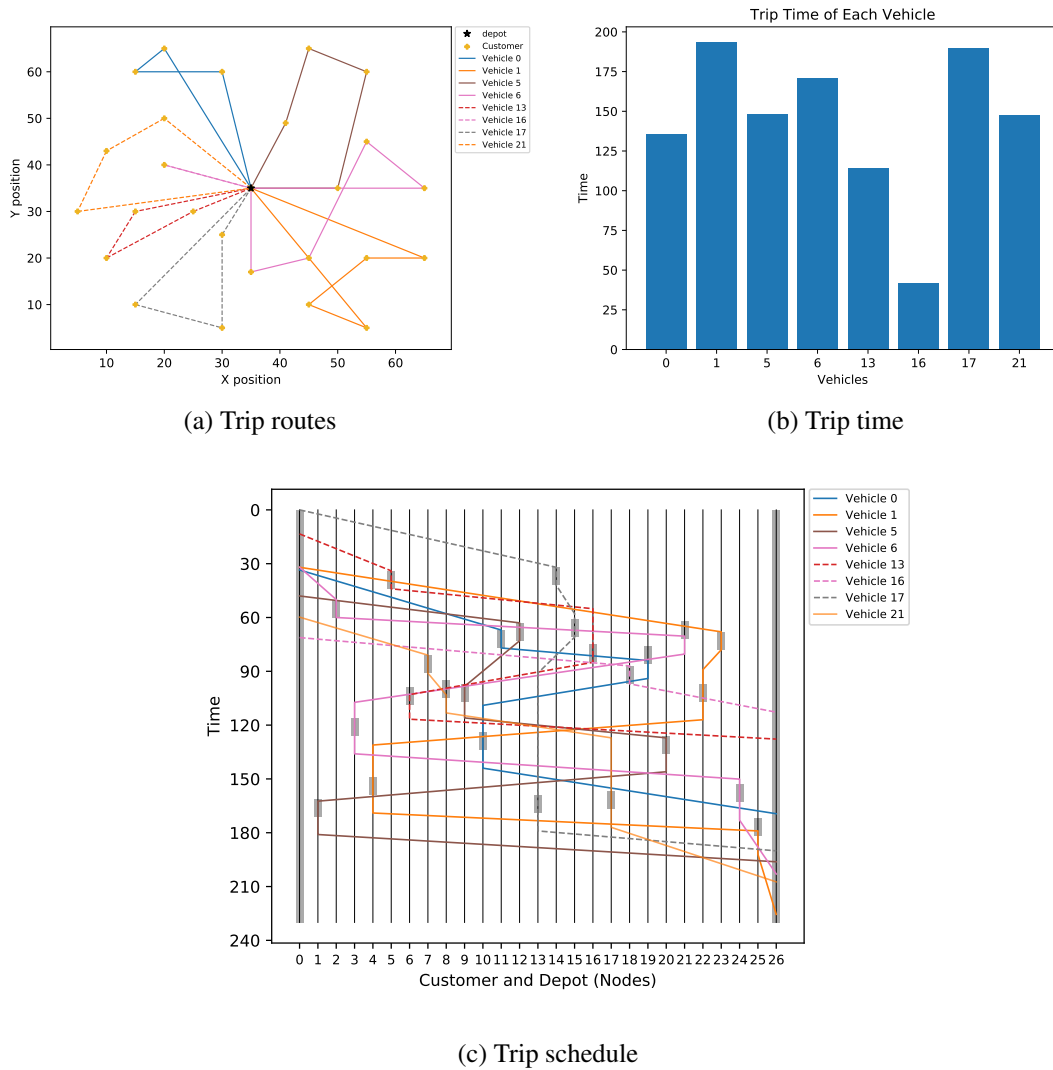 Trip Time of Each Vehicle
depot
Customer
Vehicle 0
Vehicle 1
Vehicle 5
Vehicle 6
Vehicle 13
Vehicle 16
Vehicle 17
Vehicle 21
Y position
60
50
40
30
20
10
10 20 30 40 50 60
X position
Time
200
175
150
125
100
75
50
25
0
0 1 5 6 13 16 17 21
Vehicles
(a) Trip routes
(b) Trip time
Vehicle 0
Vehicle 1
Vehicle 5
Vehicle 6
Vehicle 13
Vehicle 16
Vehicle 17
Vehicle 21
Time
0
30
60
90
120
150
180
210
240
0 1 2 3 4 5 6 7 8 9 10 11 12 13 14 15 16 17 18 19 20 21 22 23 24 25 26
Customer and Depot (Nodes)
(c) Trip schedule